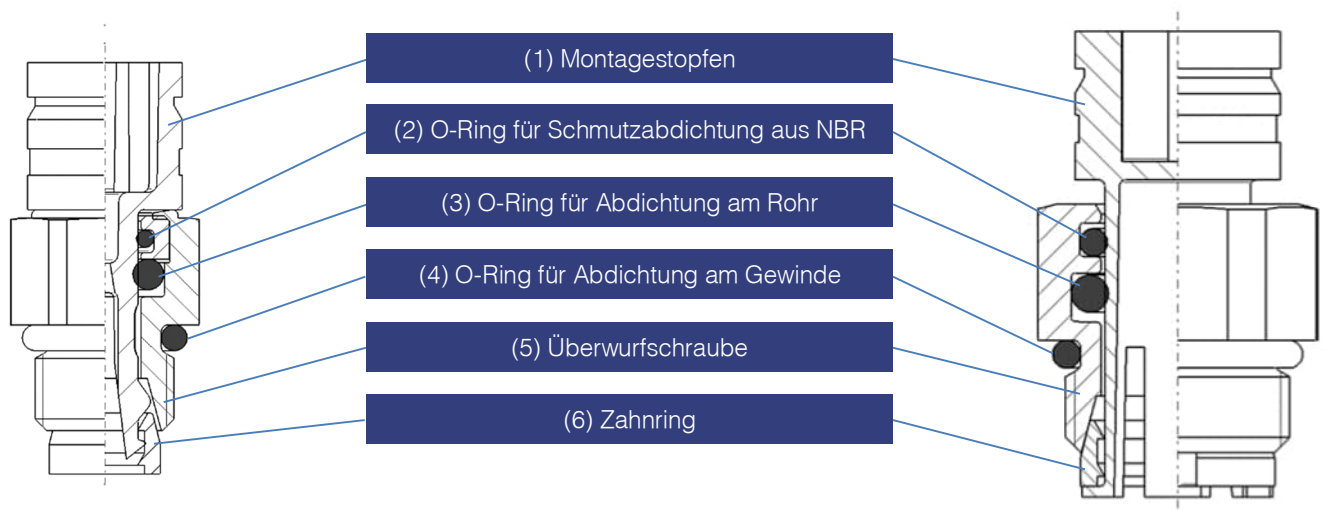 (1) Montagestopfen
(2) O-Ring für Schmutzabdichtung aus NBR
(3) O-Ring für Abdichtung am Rohr
(4) O-Ring für Abdichtung am Gewinde
(5) Überwurfschraube
(6) Zahnring